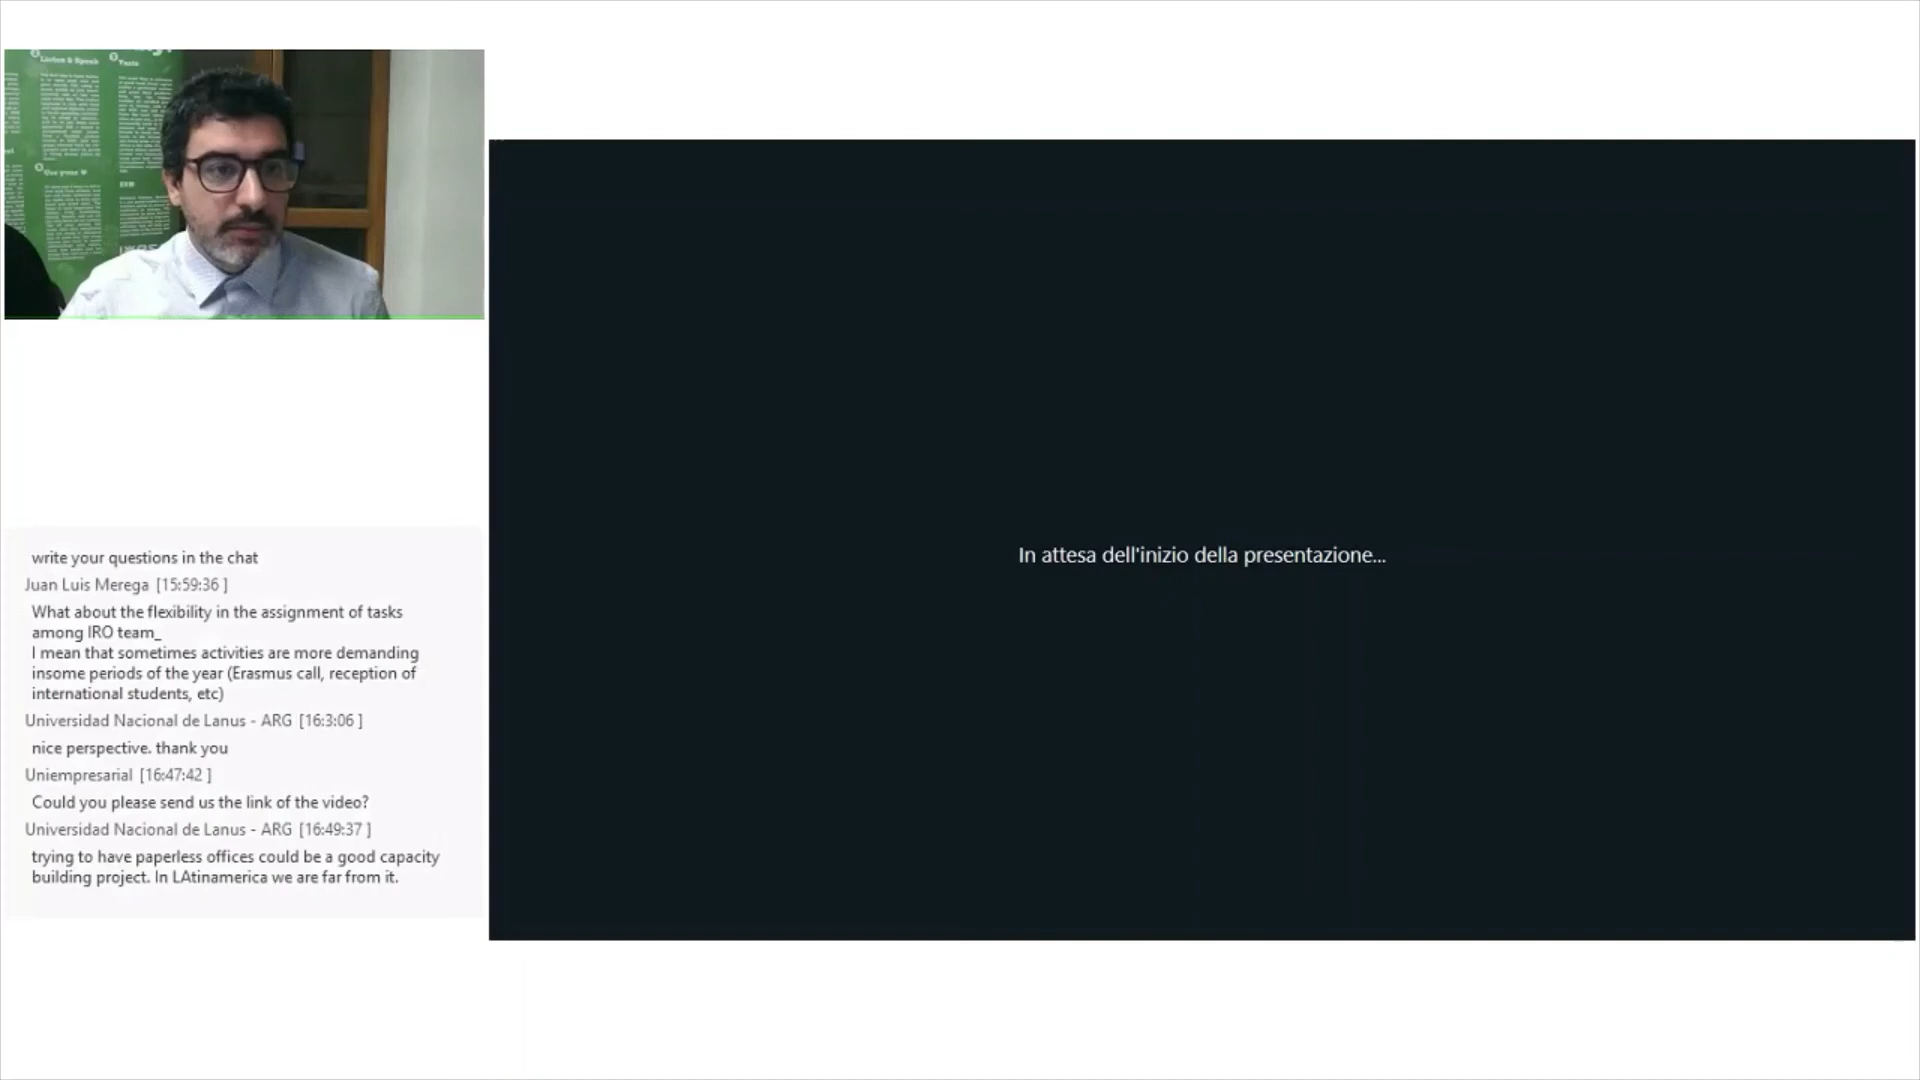 Listen & Speak
Taste
Use your
write your questions in the chat
Juan Luis Merega [15:59:36 ]
What about the flexibility in the assignment of tasks
among IRO team_
I mean that sometimes activities are more demanding
insome periods of the year (Erasmus call, reception of
international students, etc)
Universidad Nacional de Lanus - ARG [16:3:06 ]
nice perspective. thank you
Uniempresarial [16:47:42 ]
Could you please send us the link of the video?
Universidad Nacional de Lanus - ARG [16:49:37 ]
trying to have paperless offices could be a good capacity
building project. In LAtinamerica we are far from it.
In attesa dell'inizio della presentazione...